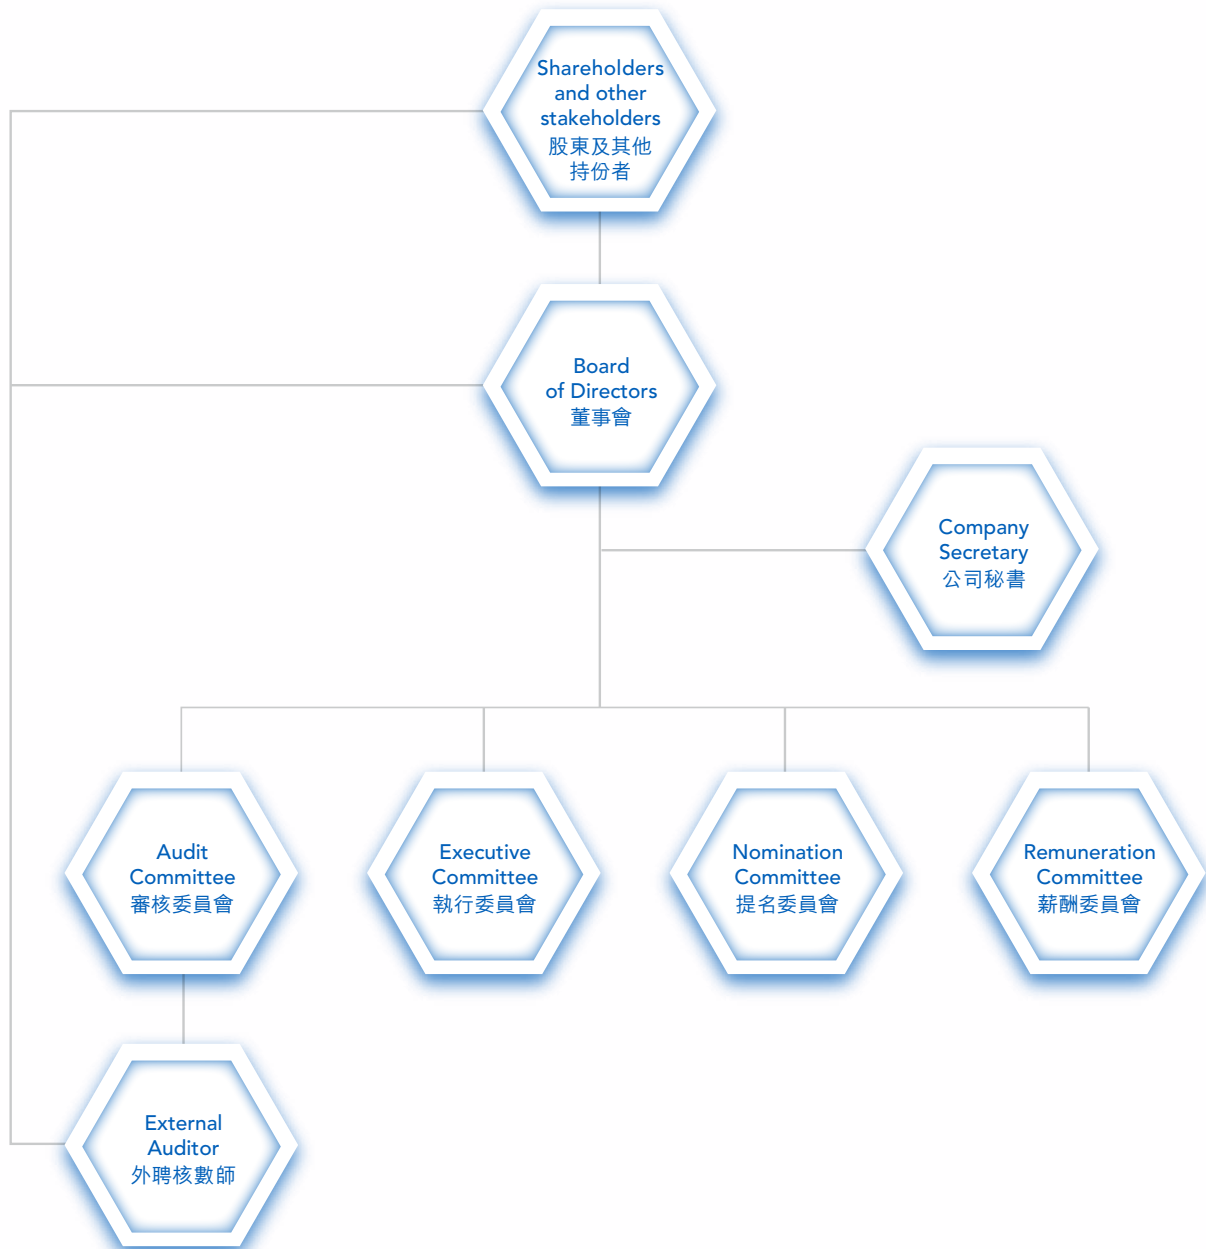 Shareholders
and other
stakeholders
股東及其他
持份者
Board
of Directors
董事會
Company
Secretary
公司秘書
Audit
Committee
審核委員會
Executive
Committee
執行委員會
Nomination
Committee
提名委員會
Remuneration
Committee
薪酬委員會
External
Auditor
外聘核數師